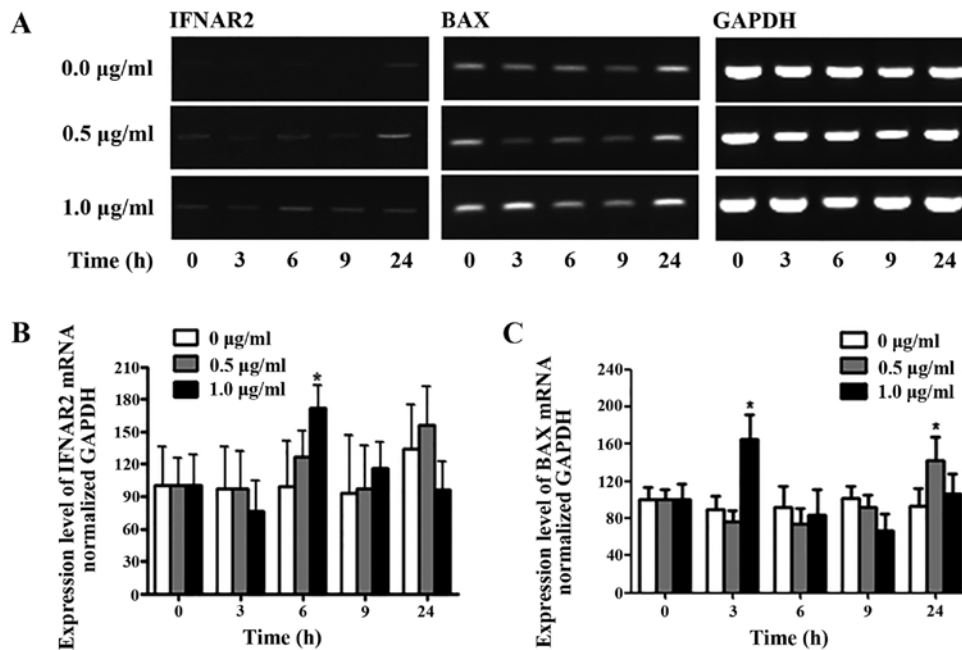 A
IFNAR2
BAX
GAPDH
0.0 µg/ml
0.5 µg/ml
1.0 µg/ml
Time (h)
0 3 6 9 24
0 3 6 9 24
0 3 6 9 24
B
Expression level of IFNAR2 mRNA
normalized GAPDH
0 µg/ml
0.5 µg/ml
1.0 µg/ml
210
180
150
120
90
60
30
0
*
0 3 6 9 24
Time (h)
C
Expression level of BAX mRNA
normalized GAPDH
0 µg/ml
0.5 µg/ml
1.0 µg/ml
240
200
160
120
80
40
0
*
*
0 3 6 9 24
Time (h)